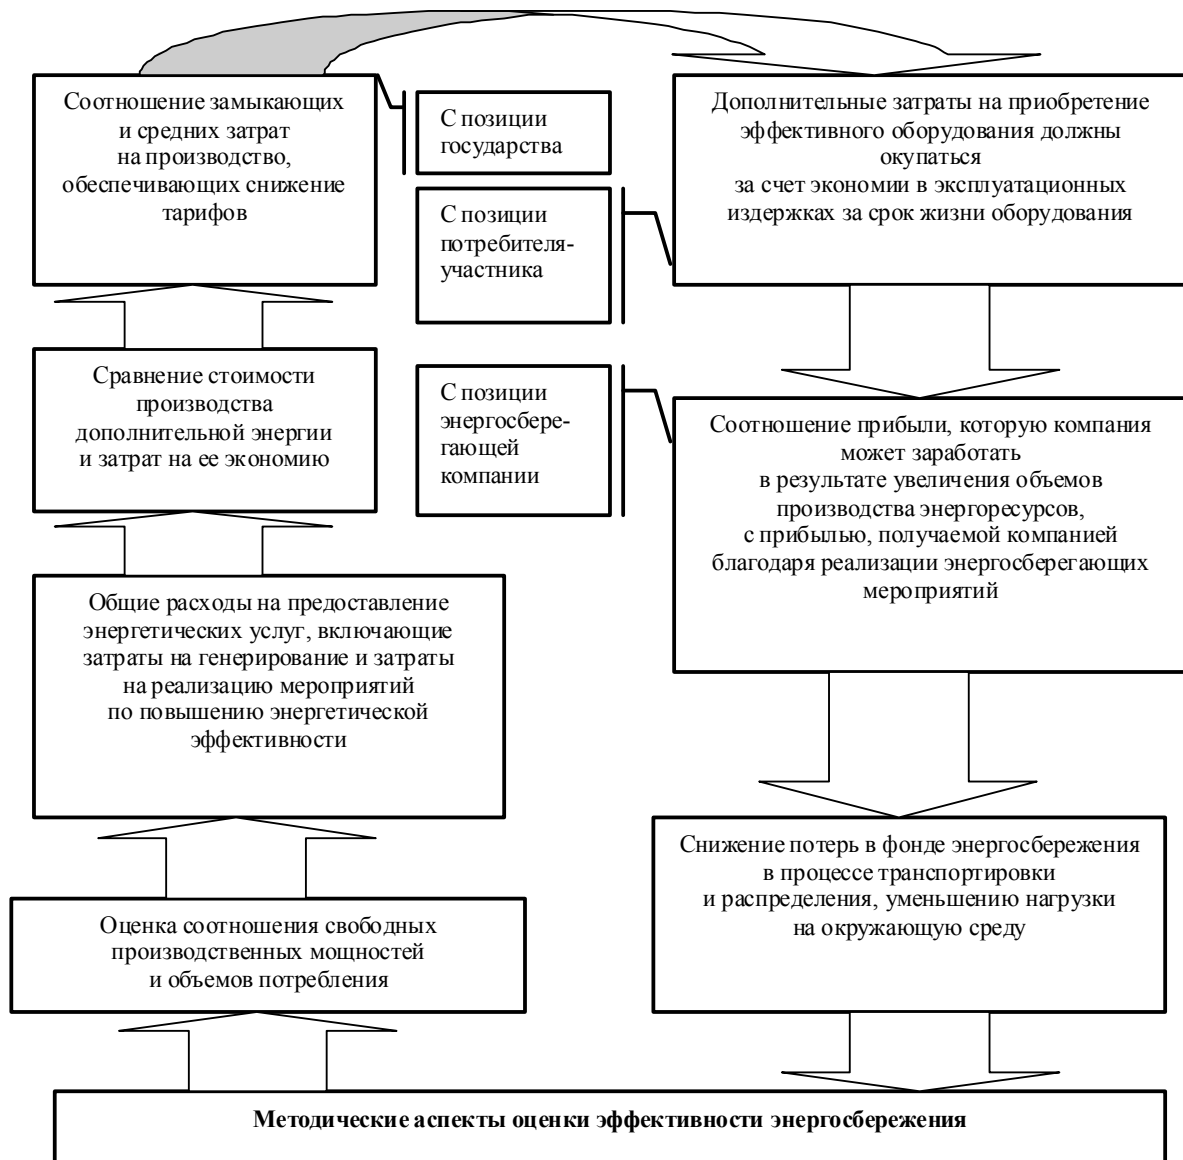 Соотношение замыкающих
и средних затрат
на производство,
обеспечивающих снижение
тарифов
С позиции
государства
С позиции
потребителя-
участника
Дополнительные затраты на приобретение
эффективного оборудования должны
окупаться
за счет экономии в эксплуатационных
издержках за срок жизни оборудования
Сравнение стоимости
производства
дополнительной энергии
и затрат на ее экономию
С позиции
энергосбере-
гающей
компании
Соотношение прибыли, которую компания
может заработать
в результате увеличения объемов
производства энергоресурсов,
с прибылью, получаемой компанией
благодаря реализации энергосберегающих
мероприятий
Общие расходы на предоставление
энергетических услуг, включающие
затраты на генерирование и затраты
на реализацию мероприятий
по повышению энергетической
эффективности
Снижение потерь в фонде энергосбережения
в процессе транспортировки
и распределения, уменьшению нагрузки
на окружающую среду
Оценка соотношения свободных
производственных мощностей
и объемов потребления
Методические аспекты оценки эффективности энергосбережения